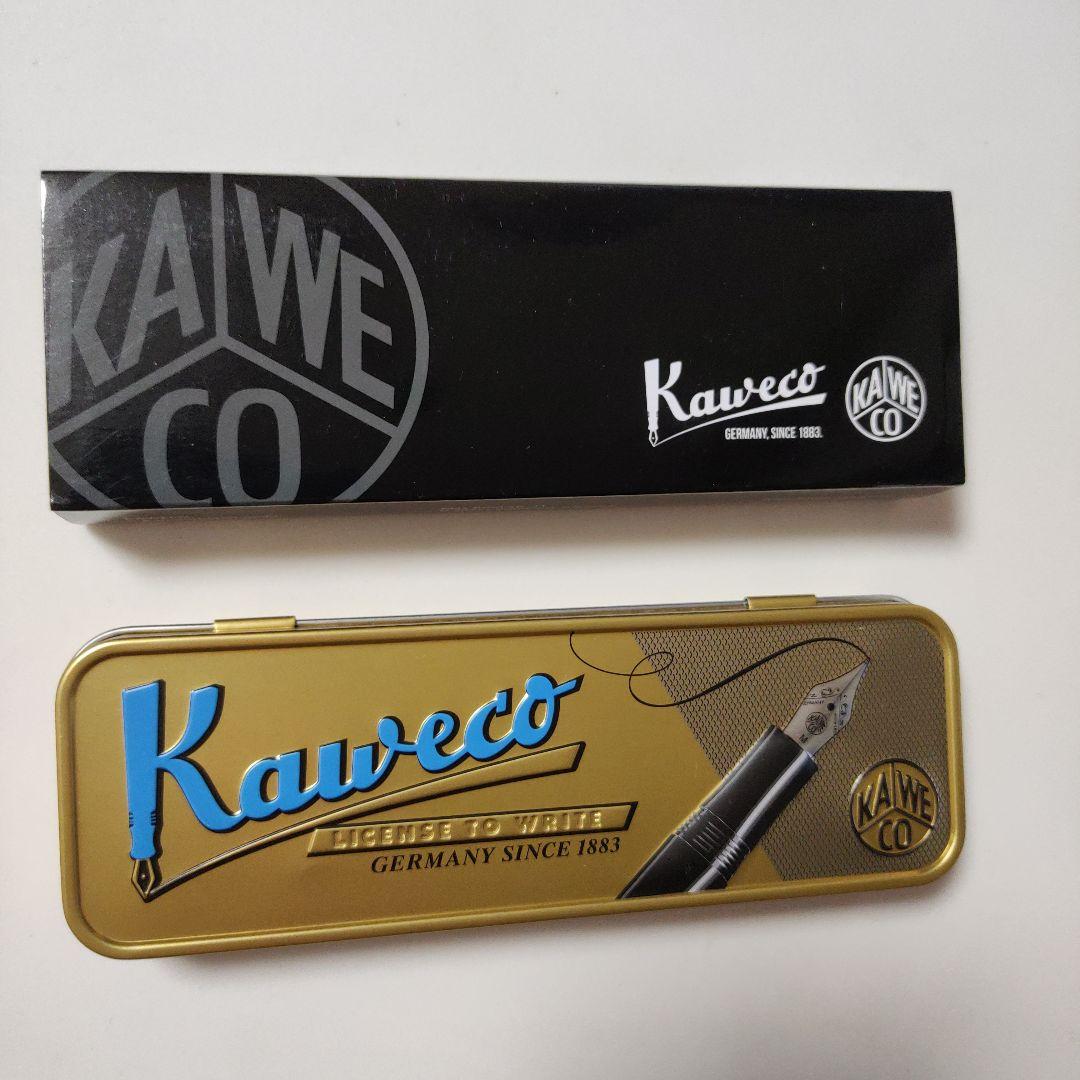 KA WE
CO
Kaweco
GERMANY, SINCE 1883.
KA WE
CO
Kaweco
LICENSE TO WRITE
GERMANY SINCE 1883
M
KA WE
CO